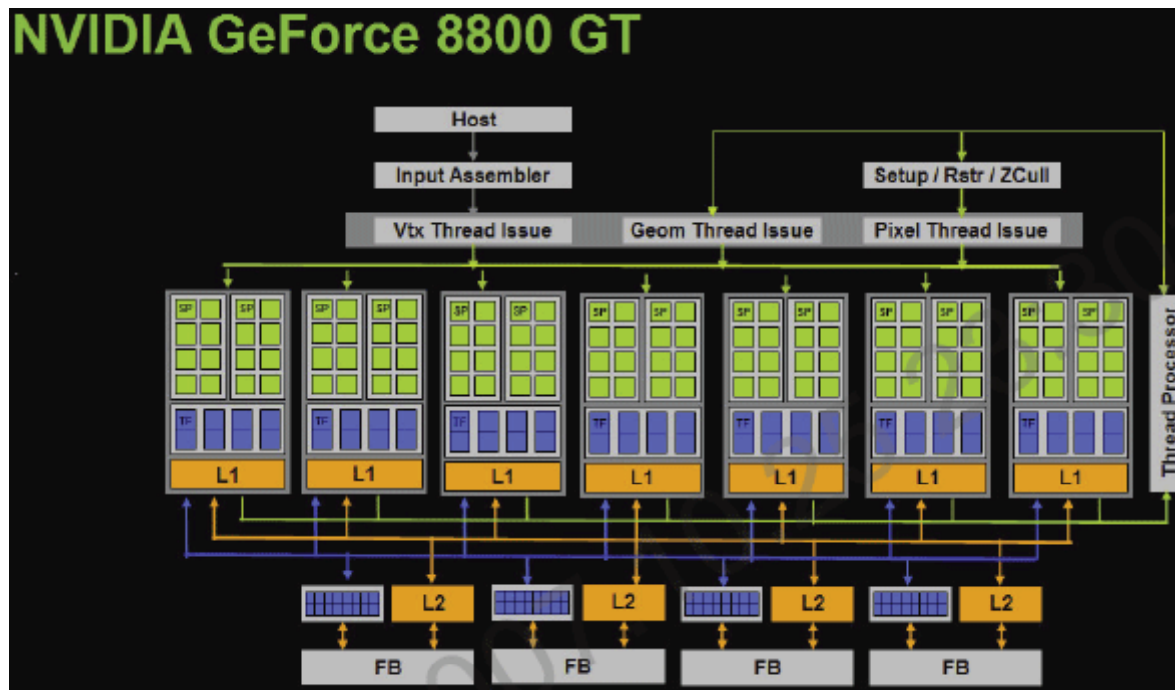 NVIDIA GeForce 8800 GT
Host
Input Assembler
Setup / Rstr / ZCull
Vtx Thread Issue
Geom Thread Issue
Pixel Thread Issue
SP SP SP SP SP SP SP SP SP SP SP SP SP SP
TF TF TF TF TF TF TF
L1 L1 L1 L1 L1 L1 L1
Thread Processor
L2 L2 L2 L2
FB FB FB FB